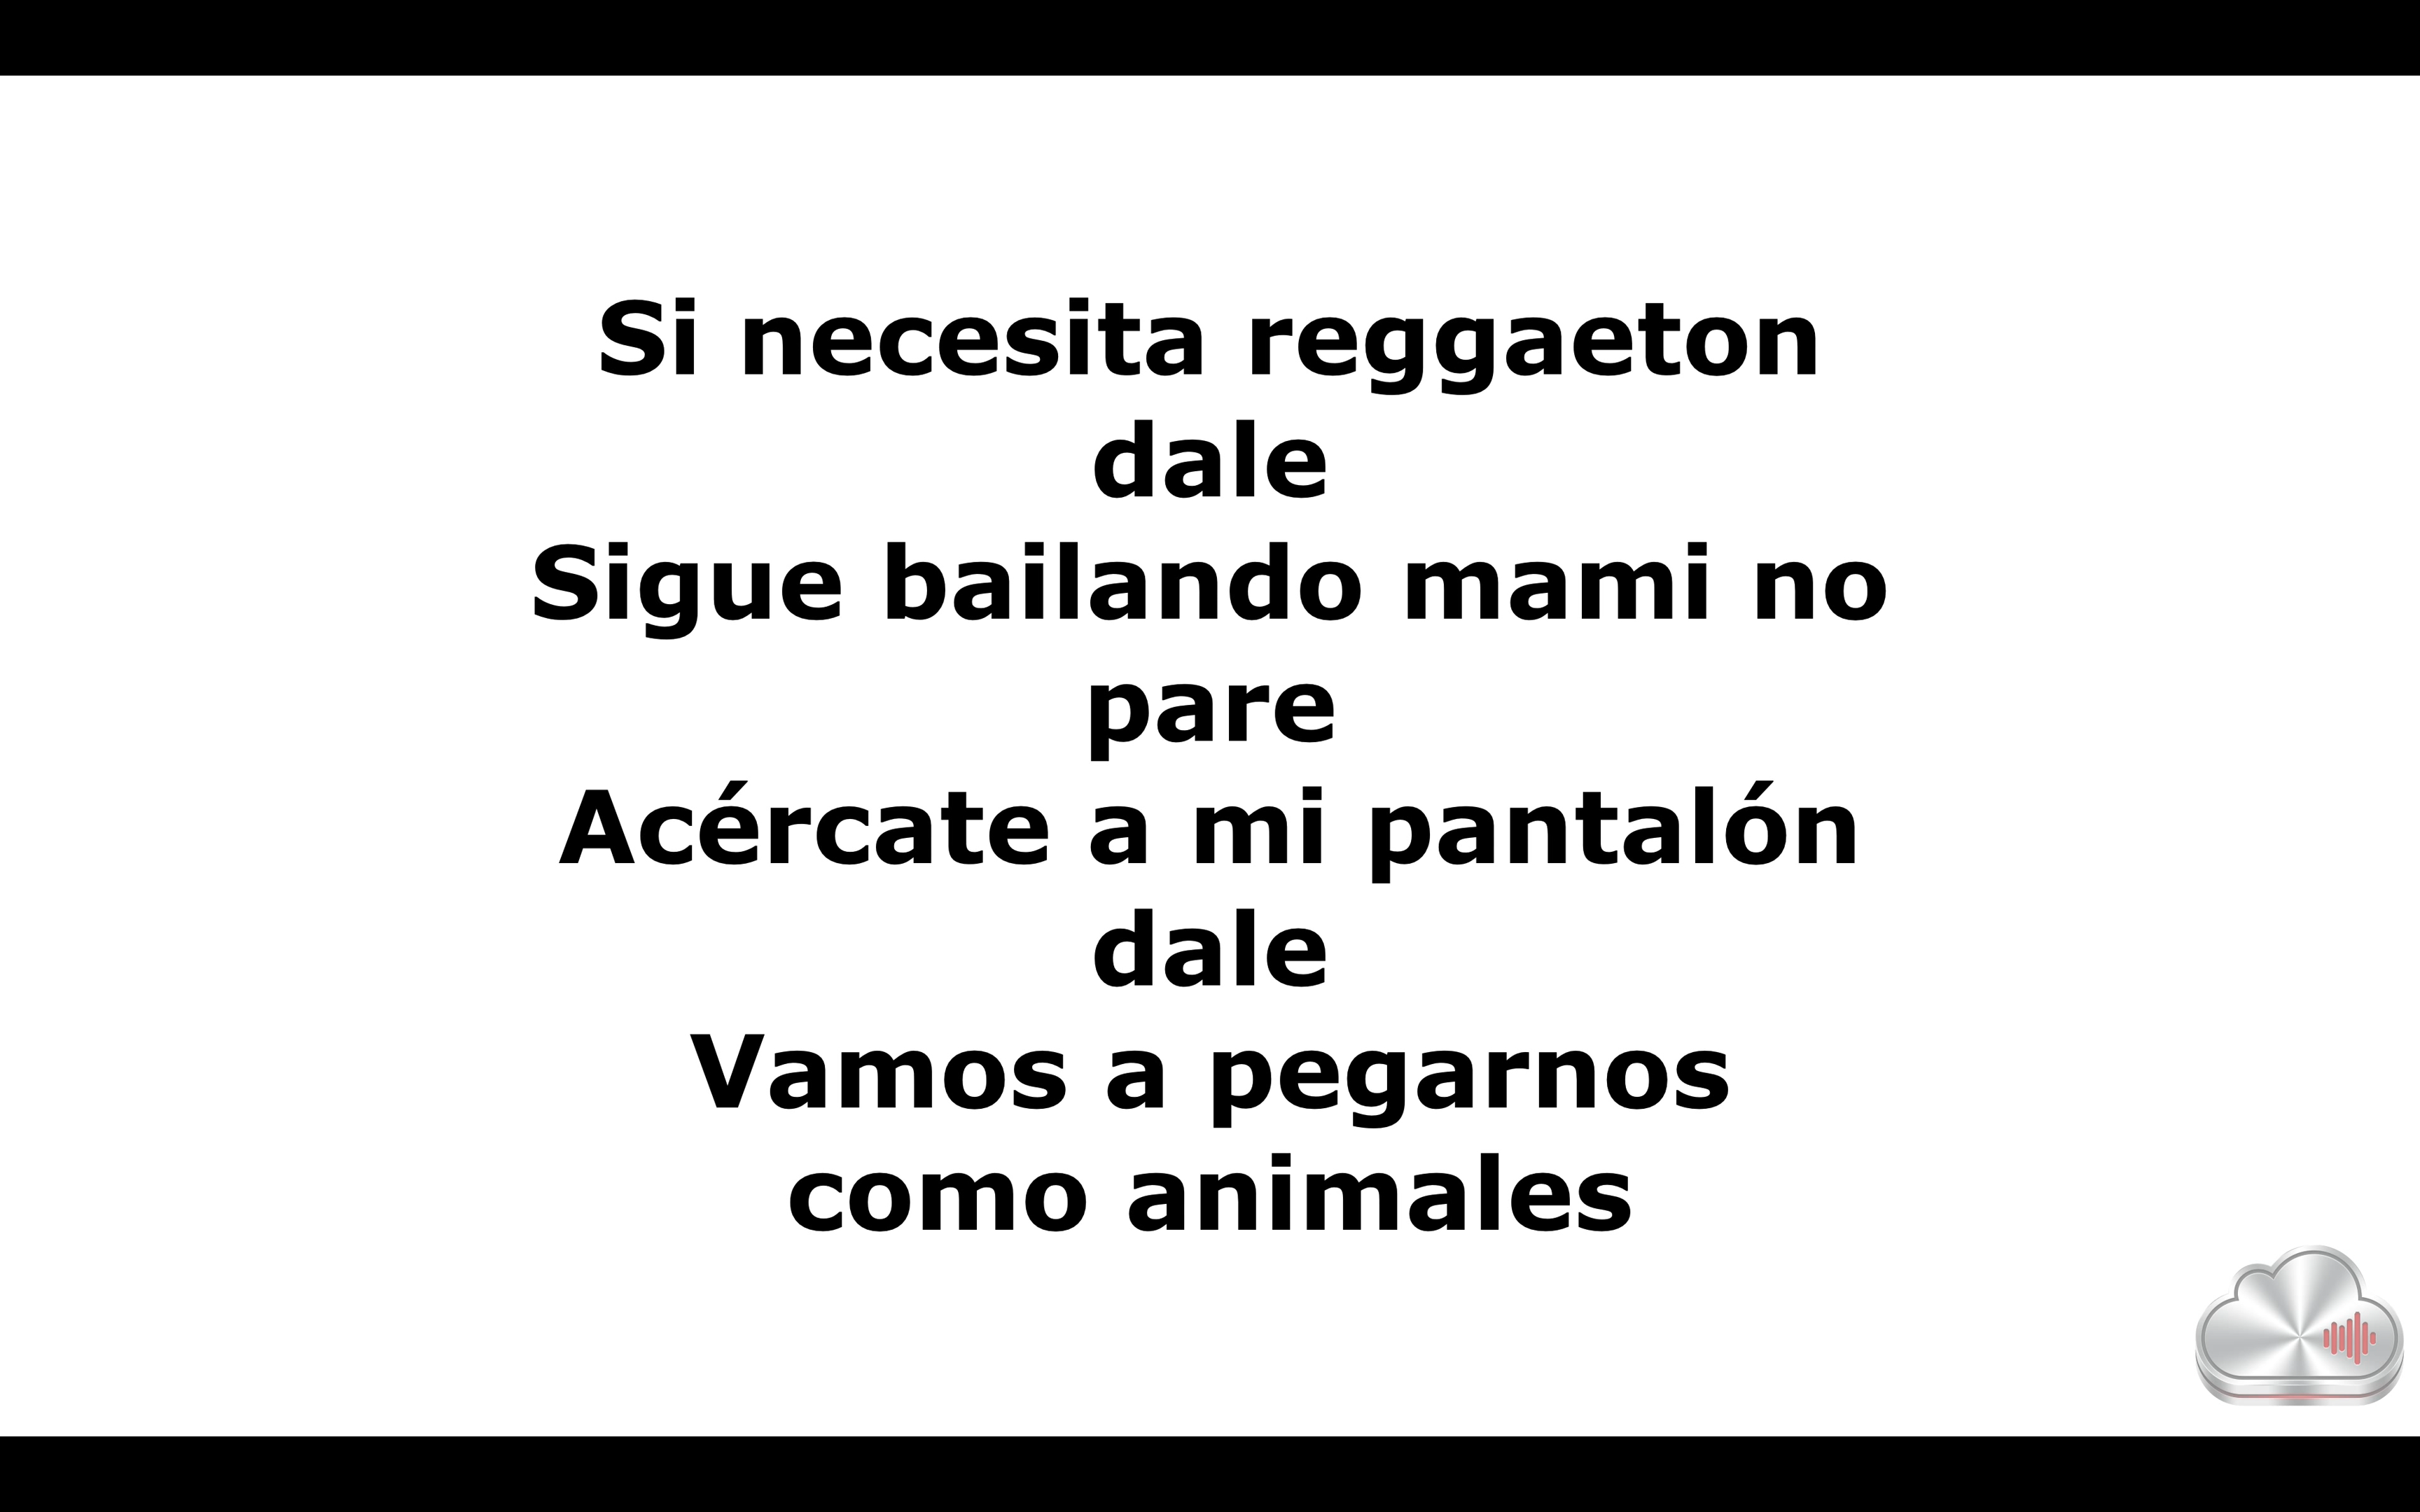 Si necesita reggaeton
dale
Sigue bailando mami no
pare
Acércate a mi pantalón
dale
Vamos a pegarnos
como animales